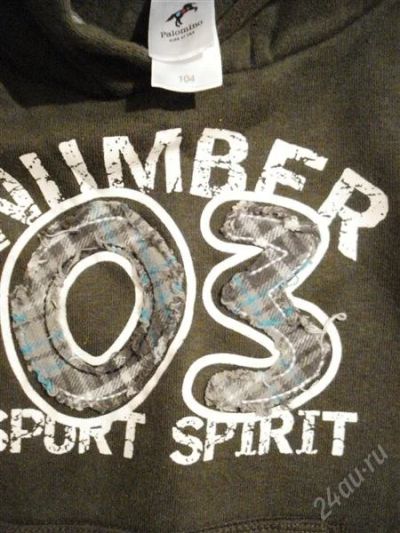 Palomino
104
NUMBER
03
SPORT SPIRIT
24au.ru